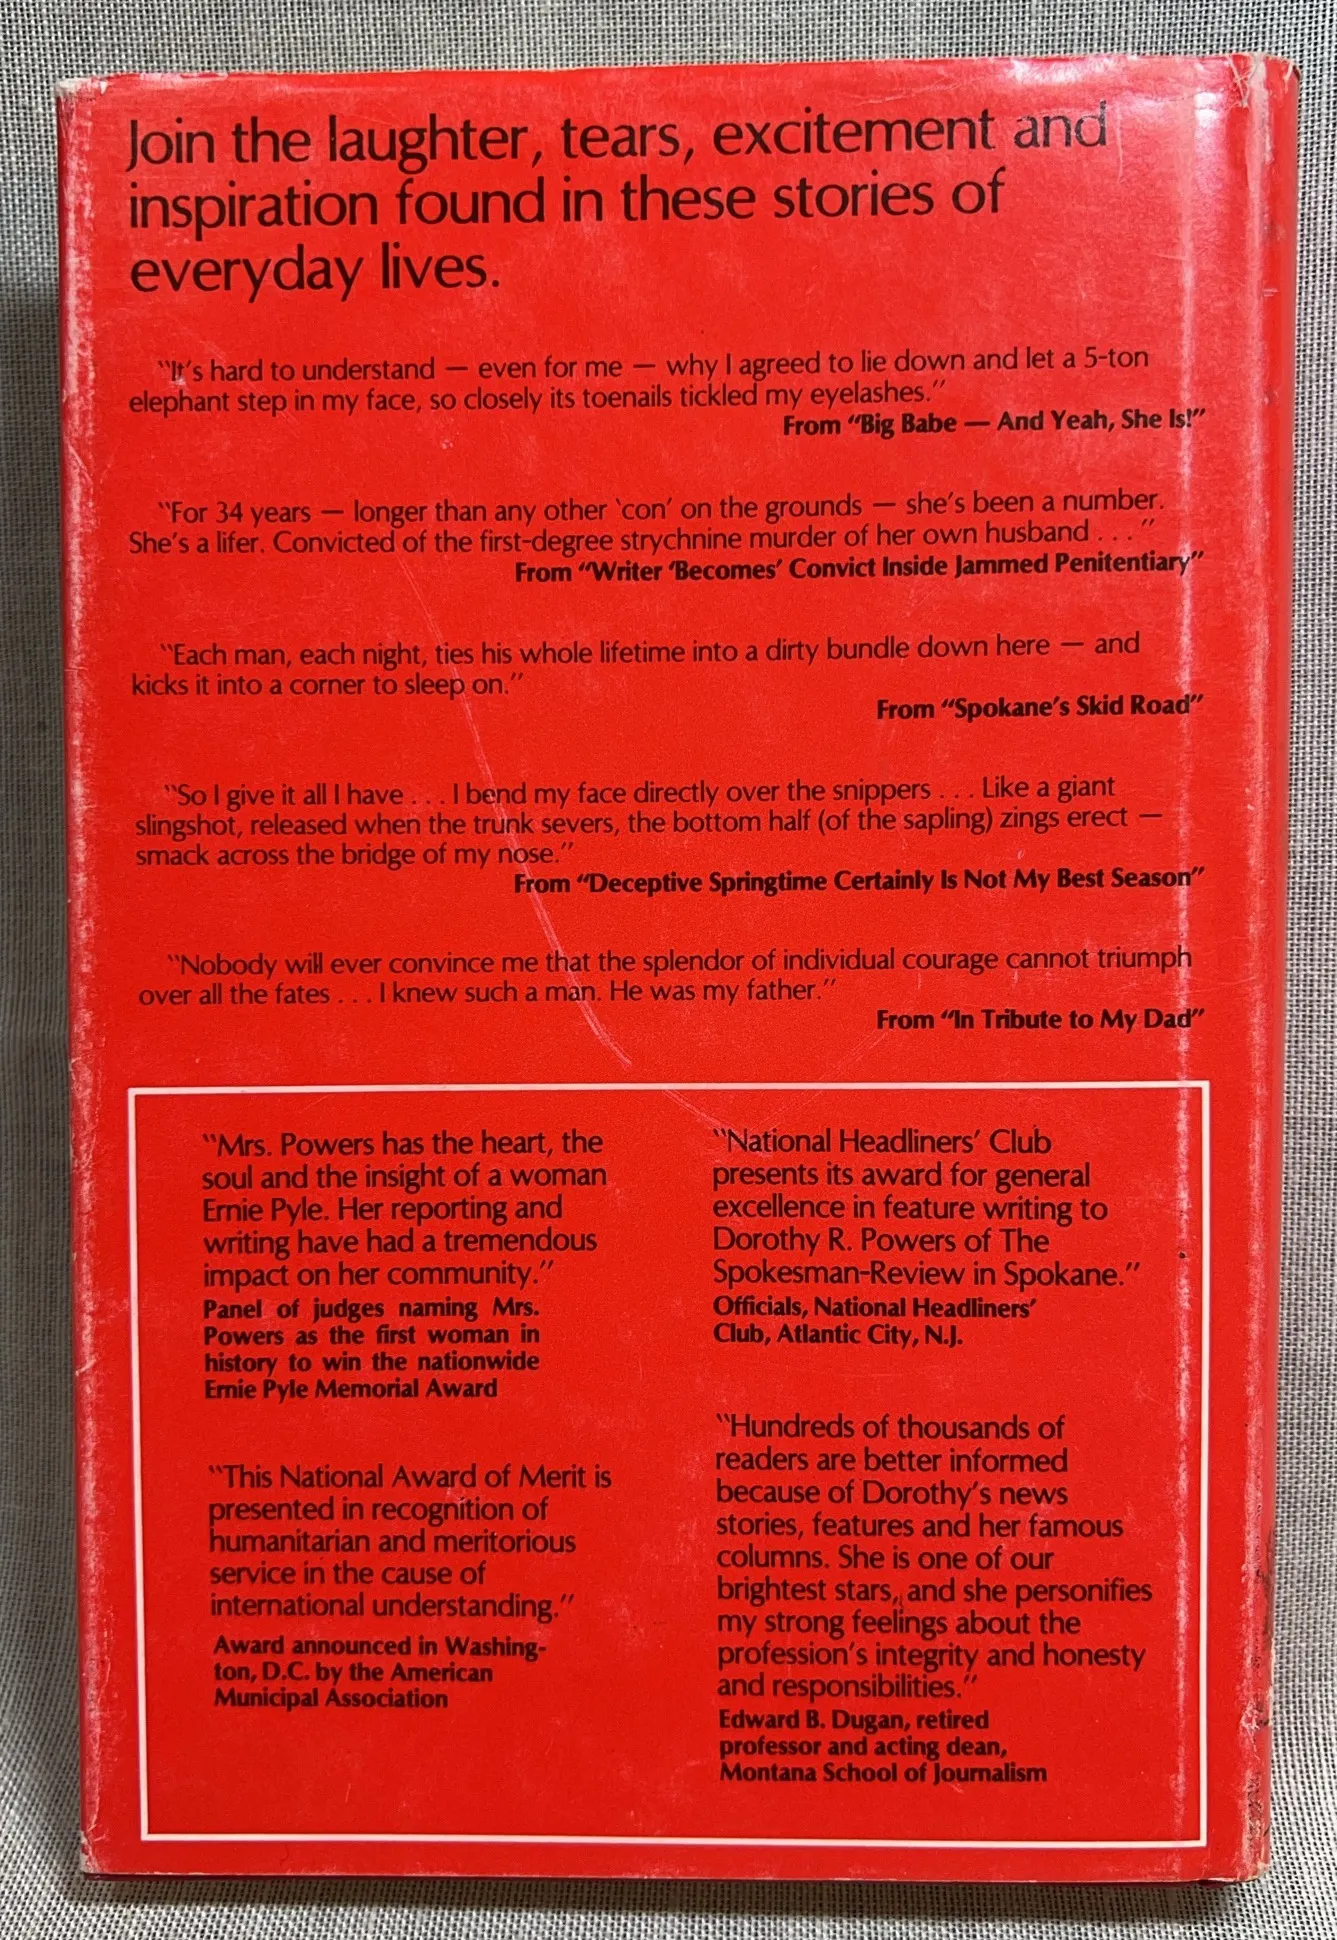 Join the laughter, tears, excitement and
inspiration found in these stories of
everyday lives.
"It's hard to understand — even for me — why I agreed to lie down and let a 5-ton
elephant step in my face, so closely its toenails tickled my eyelashes."
From "Big Babe — And Yeah, She Is!"
"For 34 years — longer than any other 'con' on the grounds — she's been a number.
She's a lifer. Convicted of the first-degree strychnine murder of her own husband . . ."
From "Writer 'Becomes' Convict Inside Jammed Penitentiary"
"Each man, each night, ties his whole lifetime into a dirty bundle down here — and
kicks it into a corner to sleep on."
From "Spokane's Skid Road"
"So I give it all I have . . . I bend my face directly over the snippers . . . Like a giant
slingshot, released when the trunk severs, the bottom half (of the sapling) zings erect —
smack across the bridge of my nose."
From "Deceptive Springtime Certainly Is Not My Best Season"
"Nobody will ever convince me that the splendor of individual courage cannot triumph
over all the fates . . . I knew such a man. He was my father."
From "In Tribute to My Dad"
"Mrs. Powers has the heart, the
soul and the insight of a woman
Ernie Pyle. Her reporting and
writing have had a tremendous
impact on her community."
Panel of judges naming Mrs.
Powers as the first woman in
history to win the nationwide
Ernie Pyle Memorial Award
"This National Award of Merit is
presented in recognition of
humanitarian and meritorious
service in the cause of
international understanding."
Award announced in Washing-
ton, D.C. by the American
Municipal Association
"National Headliners' Club
presents its award for general
excellence in feature writing to
Dorothy R. Powers of The
Spokesman-Review in Spokane."
Officials, National Headliners'
Club, Atlantic City, N.J.
"Hundreds of thousands of
readers are better informed
because of Dorothy's news
stories, features and her famous
columns. She is one of our
brightest stars, and she personifies
my strong feelings about the
profession's integrity and honesty
and responsibilities."
Edward B. Dugan, retired
professor and acting dean,
Montana School of Journalism